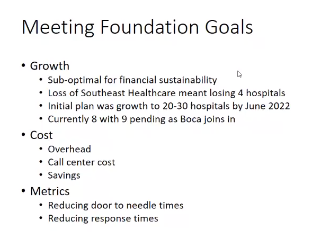 Meeting Foundation Goals
• Growth
• Sub-optimal for financial sustainability
• Loss of Southeast Healthcare meant losing 4 hospitals
• Initial plan was growth to 20-30 hospitals by June 2022
• Currently 8 with 9 pending as Boca joins in
• Cost
• Overhead
• Call center cost
• Savings
• Metrics
• Reducing door to needle times
• Reducing response times